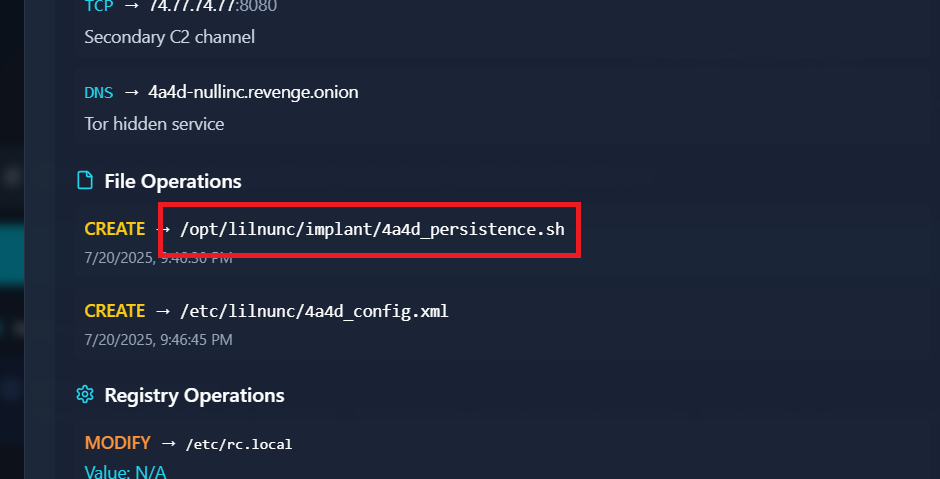 TCP → 74.77.74.77:8080
Secondary C2 channel
DNS → 4a4d-nullinc.revenge.onion
Tor hidden service
File Operations
CREATE → /opt/lilnunc/implant/4a4d_persistence.sh
7/20/2025, 9:46:30 PM
CREATE → /etc/lilnunc/4a4d_config.xml
7/20/2025, 9:46:45 PM
Registry Operations
MODIFY → /etc/rc.local
Value: N/A